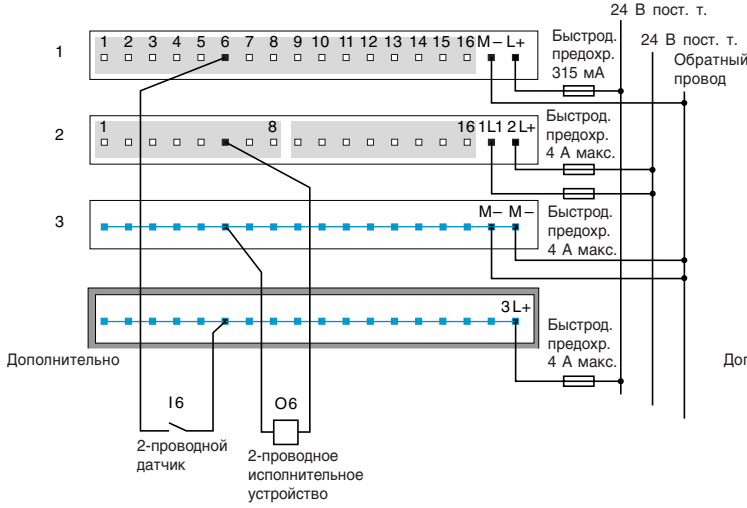 24 В пост. т.
24 В пост. т.
Обратный
провод
1
1 2 3 4 5 6 7 8 9 10 11 12 13 14 15 16 M– L+
Быстрод.
предохр.
315 мА
2
1 8 16 1L1 2L+
Быстрод.
предохр.
4 А макс.
3
M– M–
Быстрод.
предохр.
4 А макс.
3L+
Быстрод.
предохр.
4 А макс.
Дополнительно
Доп
I6
O6
2-проводной
датчик
2-проводное
исполнительное
устройство